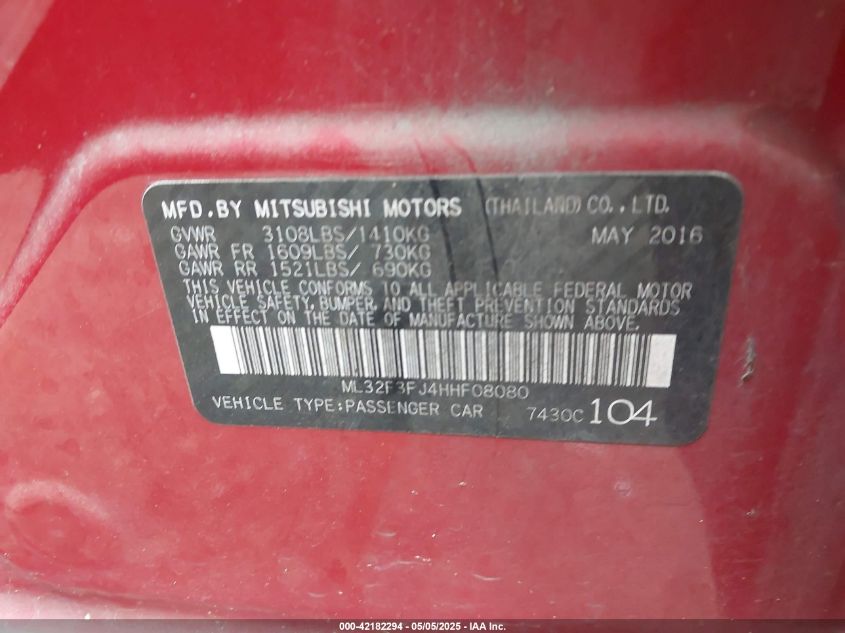 MFD. BY MITSUBISHI MOTORS (THAILAND) CO., LTD.
GVWR 3108LBS/1410KG MAY 2016
GAWR FR 1609LBS/ 730KG
GAWR RR 1521LBS/ 690KG
THIS VEHICLE CONFORMS TO ALL APPLICABLE FEDERAL MOTOR
VEHICLE SAFETY, BUMPER, AND THEFT PREVENTION STANDARDS
IN EFFECT ON THE DATE OF MANUFACTURE SHOWN ABOVE.
ML32F3FJ4HHF08080
VEHICLE TYPE:PASSENGER CAR 7430C 104
000-42182294 - 05/05/2025 - IAA Inc.